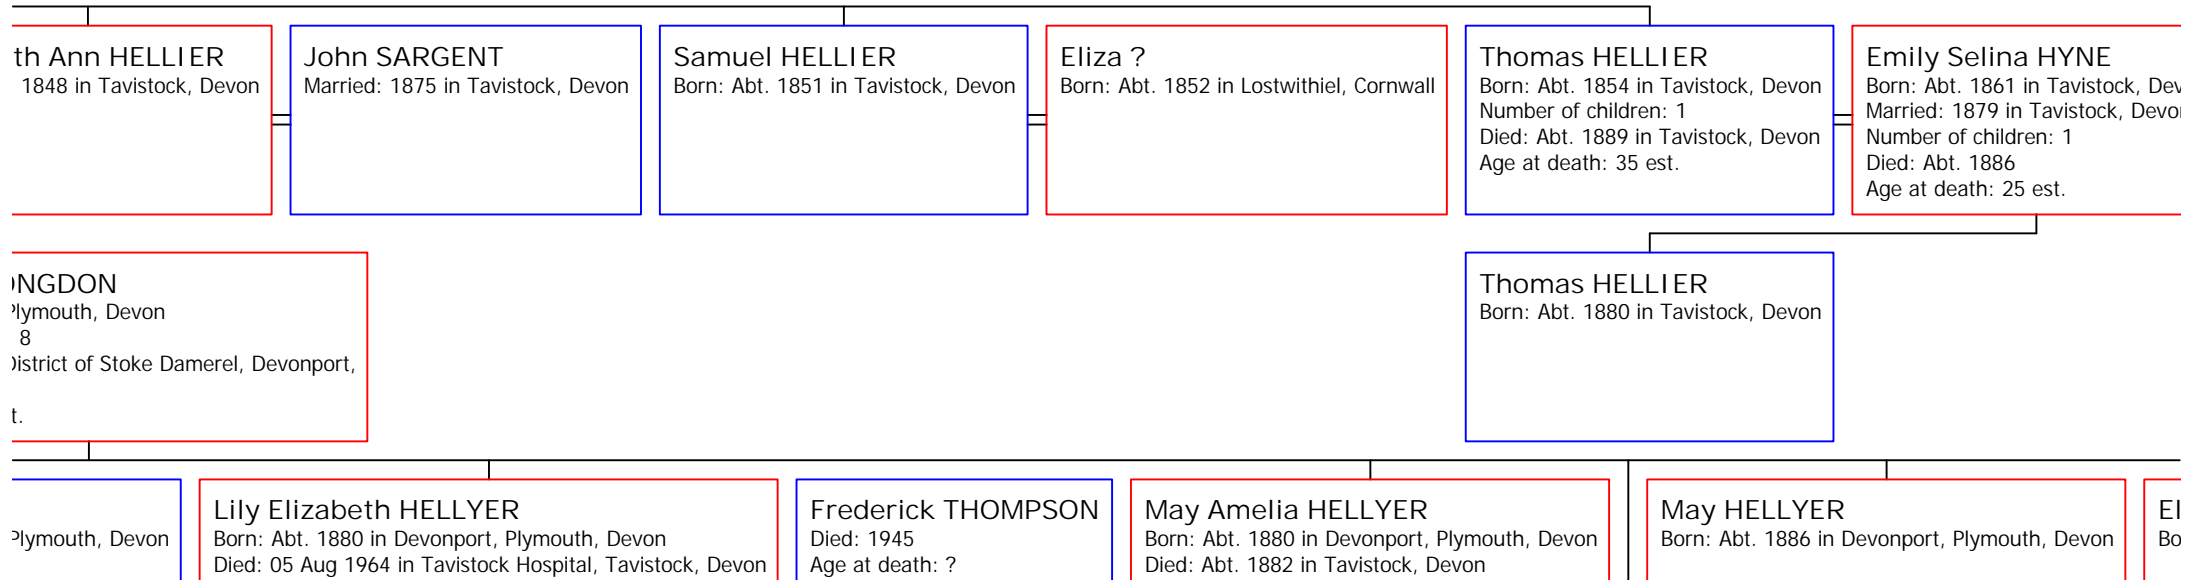 th Ann HELLIER
1848 in Tavistock, Devon
John SARGENT
Married: 1875 in Tavistock, Devon
Samuel HELLIER
Born: Abt. 1851 in Tavistock, Devon
Eliza ?
Born: Abt. 1852 in Lostwithiel, Cornwall
Thomas HELLIER
Born: Abt. 1854 in Tavistock, Devon
Number of children: 1
Died: Abt. 1889 in Tavistock, Devon
Age at death: 35 est.
Emily Selina HYNE
Born: Abt. 1861 in Tavistock, Dev
Married: 1879 in Tavistock, Devo
Number of children: 1
Died: Abt. 1886
Age at death: 25 est.
NGDON
Plymouth, Devon
8
District of Stoke Damerel, Devonport,
t.
Thomas HELLIER
Born: Abt. 1880 in Tavistock, Devon
Plymouth, Devon
Lily Elizabeth HELLYER
Born: Abt. 1880 in Devonport, Plymouth, Devon
Died: 05 Aug 1964 in Tavistock Hospital, Tavistock, Devon
Frederick THOMPSON
Died: 1945
Age at death: ?
May Amelia HELLYER
Born: Abt. 1880 in Devonport, Plymouth, Devon
Died: Abt. 1882 in Tavistock, Devon
May HELLYER
Born: Abt. 1886 in Devonport, Plymouth, Devon
El
Bo